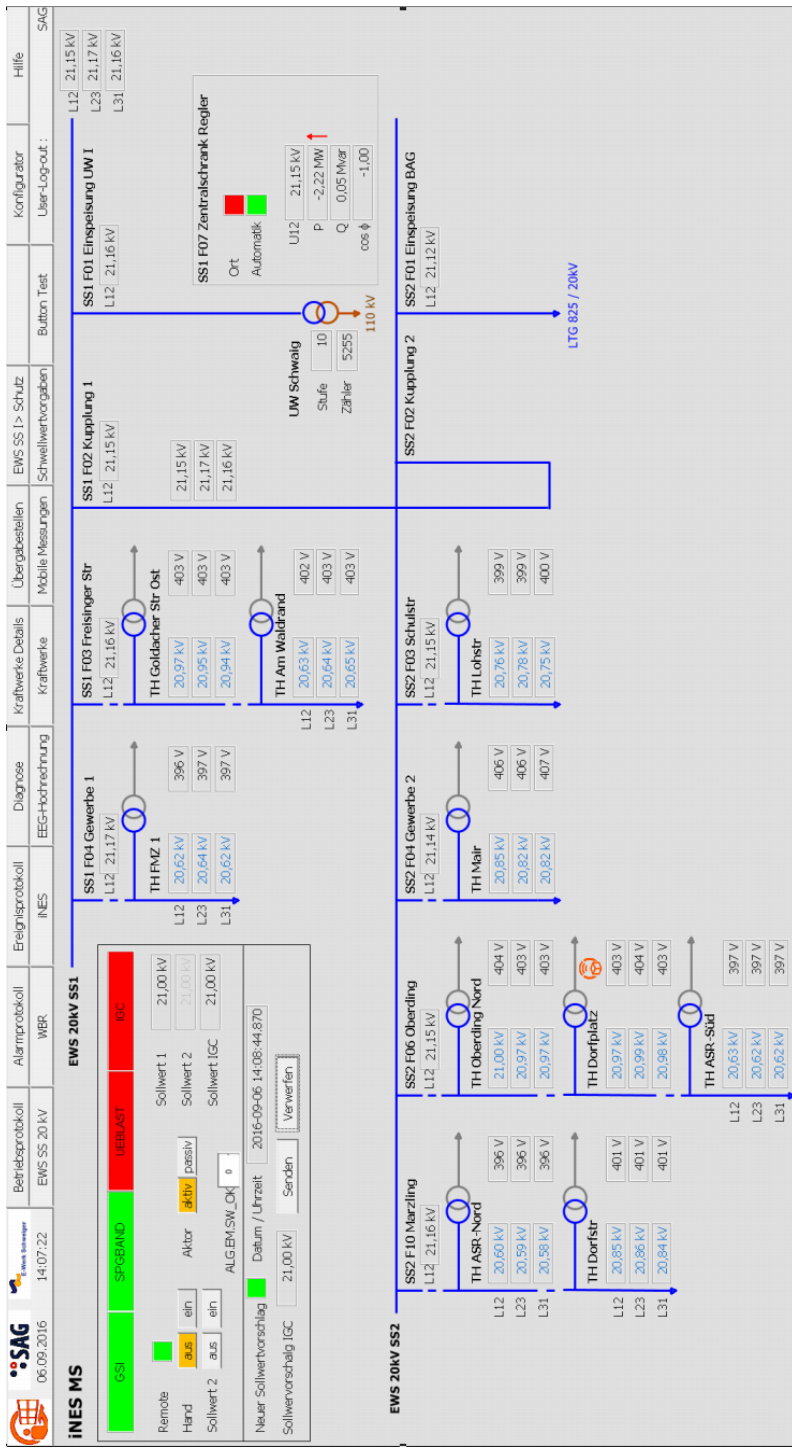 SAG
E-Werk Schweiger
06.09.2016 14:07:22
Betriebsprotokoll Alarmprotokoll Ereignisprotokoll Diagnose Kraftwerke Details Übergabestellen EWS SS I> Schutz Button Test Konfigurator Hilfe
EWS SS 20 kV WBR iNES EEG-Hochrechnung Kraftwerke Mobile Messungen Schwellwertvorgaben User-Log-out : SAG
iNES MS
GSI SPGBAND UEBLAST IGC
Remote Sollwert 1 21,00 kV
Hand aus ein Aktor aktiv passiv Sollwert 2 21,00 kV
Sollwert 2 aus ein Sollwert IGC 21,00 kV
ALG.EM.SW_OK 0
Neuer Sollwertvorschlag Datum / Uhrzeit 2016-09-06 14:08:44.870
Sollwervorschalg IGC 21,00 kV Senden Verwerfen
EWS 20kV SS1
L12 21,15 kV
L23 21,17 kV
L31 21,16 kV
SS1 F04 Gewerbe 1
L12 21,17 kV
TH FMZ 1
L12 20,62 kV 396 V
L23 20,64 kV 397 V
L31 20,62 kV 397 V
SS1 F03 Freisinger Str
L12 21,16 kV
TH Goldacher Str Ost
20,97 kV 403 V
20,95 kV 403 V
20,94 kV 403 V
TH Am Waldrand
L12 20,63 kV 402 V
L23 20,64 kV 403 V
L31 20,65 kV 403 V
SS1 F02 Kupplung 1
L12 21,15 kV
21,15 kV
21,17 kV
21,16 kV
SS1 F01 Einspeisung UW I
L12 21,16 kV
UW Schwaig
Stufe 10
Zähler 5255
110 kV
SS1 F07 Zentralschrank Regler
Ort
Automatik
U12 21,15 kV
P -2,22 MW
Q 0,05 Mvar
cos ϕ -1,00
EWS 20kV SS2
SS2 F10 Marzling
L12 21,16 kV
TH ASR-Nord
L12 20,60 kV 396 V
L23 20,59 kV 396 V
L31 20,58 kV 396 V
TH Dorfstr
L12 20,85 kV 401 V
L23 20,86 kV 401 V
L31 20,84 kV 401 V
SS2 F06 Oberding
L12 21,15 kV
TH Oberding Nord
21,00 kV 404 V
20,97 kV 403 V
20,97 kV 403 V
TH Dorfplatz
20,97 kV 403 V
20,99 kV 404 V
20,98 kV 403 V
TH ASR-Süd
L12 20,63 kV 397 V
L23 20,62 kV 397 V
L31 20,62 kV 397 V
SS2 F04 Gewerbe 2
L12 21,14 kV
TH Mair
20,85 kV 406 V
20,82 kV 406 V
20,82 kV 407 V
SS2 F03 Schulstr
L12 21,15 kV
TH Lohstr
20,76 kV 399 V
20,78 kV 399 V
20,75 kV 400 V
SS2 F02 Kupplung 2
SS2 F01 Einspeisung BAG
L12 21,12 kV
LTG 825 / 20kV